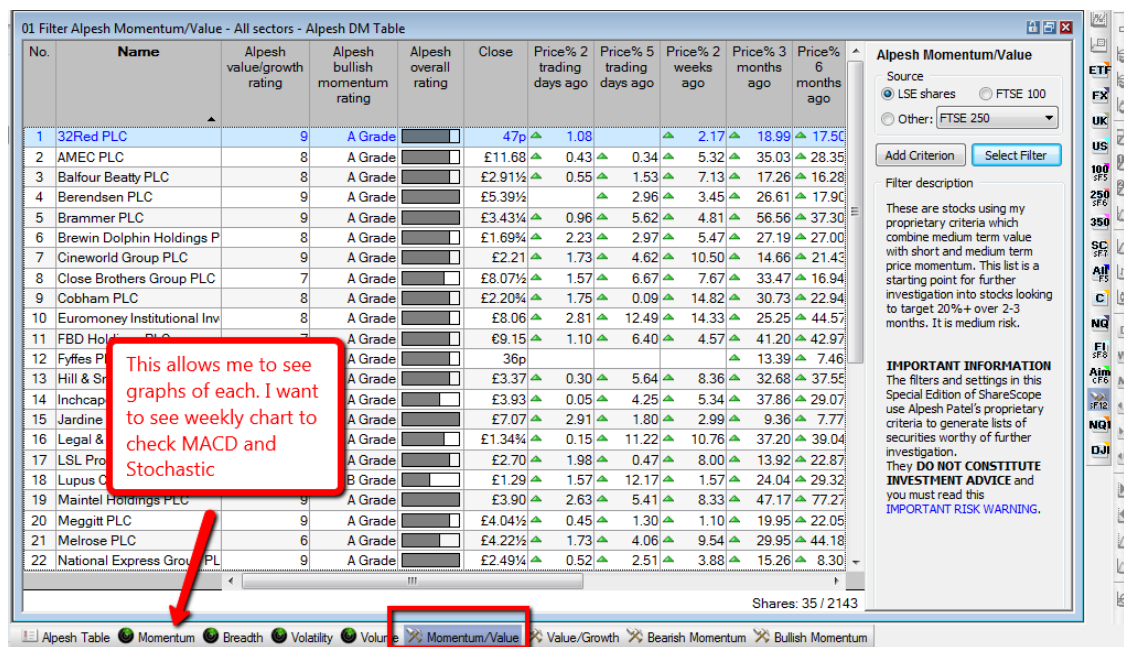 01 Filter Alpesh Momentum/Value - All sectors - Alpesh DM Table
No. Name Alpesh value/growth rating Alpesh bullish momentum rating Alpesh overall rating Close Price% 2 trading days ago Price% 5 trading days ago Price% 2 weeks ago Price% 3 months ago Price% 6 months ago
1 32Red PLC 9 A Grade 47p 1.08 2.17 18.99 17.50
2 AMEC PLC 8 A Grade £11.68 0.43 0.34 5.32 35.03 28.35
3 Balfour Beatty PLC 8 A Grade £2.91½ 0.55 1.53 7.13 17.26 16.28
4 Berendsen PLC 9 A Grade £5.39½ 2.96 3.45 26.61 17.90
5 Brammer PLC 9 A Grade £3.43¼ 0.96 5.62 4.81 56.56 37.30
6 Brewin Dolphin Holdings P 8 A Grade £1.69¾ 2.23 2.97 5.47 27.19 27.00
7 Cineworld Group PLC 9 A Grade £2.21 1.73 4.62 10.50 14.66 21.43
8 Close Brothers Group PLC 7 A Grade £8.07½ 1.57 6.67 7.67 33.47 16.94
9 Cobham PLC 8 A Grade £2.20¾ 1.75 0.09 14.82 30.73 22.94
10 Euromoney Institutional Inv 8 A Grade £8.06 2.81 12.49 14.33 25.25 44.57
11 FBD Hol PLC A Grade €9.15 1.10 6.40 4.57 41.20 42.97
12 Fyffes P Grade 36p 13.39 7.46
13 Hill & Sm Grade £3.37 0.30 5.64 8.36 32.68 37.55
14 Inchcap Grade £3.93 0.05 4.25 5.34 37.86 29.07
15 Jardine Grade £7.07 2.91 1.80 2.99 9.36 7.77
16 Legal & Grade £1.34¾ 0.15 11.22 10.76 37.20 39.04
17 LSL Pro Grade £2.70 1.98 0.47 8.00 13.92 22.87
18 Lupus C B Grade £1.29 1.57 12.17 1.57 24.04 29.32
19 Maintel Holdings PLC 9 A Grade £3.90 2.63 5.41 8.33 47.17 77.27
20 Meggitt PLC 9 A Grade £4.04½ 0.45 1.30 1.10 19.95 22.05
21 Melrose PLC 6 A Grade £4.22½ 1.73 4.06 9.54 29.95 44.18
22 National Express Group PL 9 A Grade £2.49¼ 0.52 2.51 3.88 15.26 8.30
Shares: 35 / 2143
This allows me to see
graphs of each. I want
to see weekly chart to
check MACD and
Stochastic
Alpesh Momentum/Value
Source
LSE shares FTSE 100
Other: FTSE 250
Add Criterion Select Filter
Filter description
These are stocks using my
proprietary criteria which
combine medium term value
with short and medium term
price momentum. This list is a
starting point for further
investigation into stocks looking
to target 20%+ over 2-3
months. It is medium risk.
IMPORTANT INFORMATION
The filters and settings in this
Special Edition of ShareScope
use Alpesh Patel's proprietary
criteria to generate lists of
securities worthy of further
investigation.
They DO NOT CONSTITUTE
INVESTMENT ADVICE and
you must read this
IMPORTANT RISK WARNING.
ETF
FX
UK
US
100
SF5
250
SF6
350
SC
SF7
All
F5
C
NQ
FI
SF8
Aim
CF6
SF12
NQ1
DJI
Alpesh Table Momentum Breadth Volatility Volume Momentum/Value Value/Growth Bearish Momentum Bullish Momentum